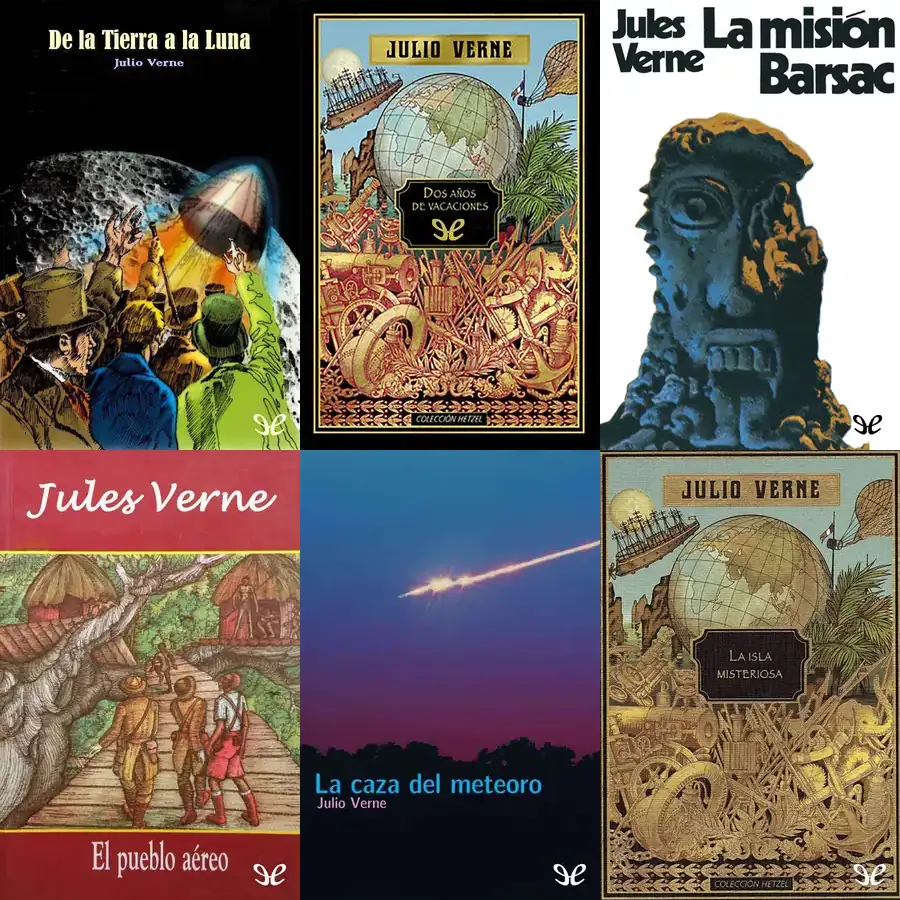 De la Tierra a la Luna
Julio Verne
JULIO VERNE
DOS AÑOS
DE VACACIONES
COLECCIÓN HETZEL
Jules
Verne
La misión
Barsac
Jules Verne
El pueblo aéreo
La caza del meteoro
Julio Verne
JULIO VERNE
LA ISLA
MISTERIOSA
COLECCIÓN HETZEL